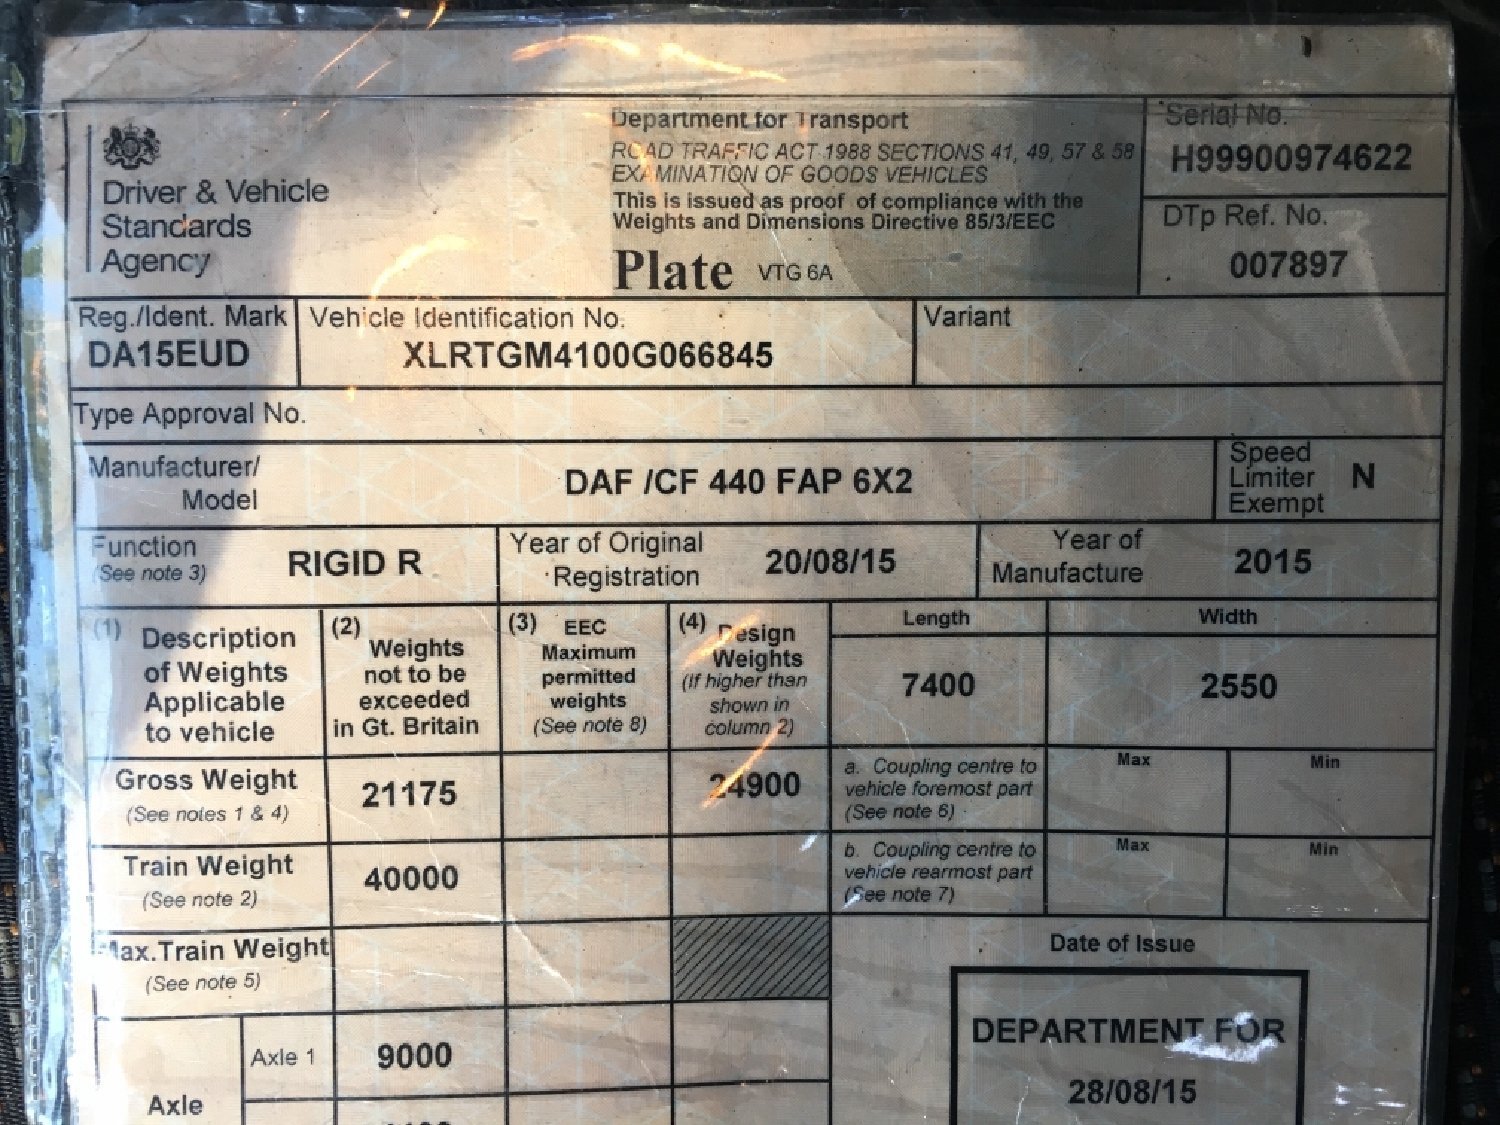 Driver & Vehicle
Standards
Agency
Department for Transport
ROAD TRAFFIC ACT 1988 SECTIONS 41, 49, 57 & 58
EXAMINATION OF GOODS VEHICLES
This is issued as proof of compliance with the
Weights and Dimensions Directive 85/3/EEC
Plate VTG 6A
Serial No.
H99900974622
DTp Ref. No.
007897
Reg./Ident. Mark
DA15EUD
Vehicle Identification No.
XLRTGM4100G066845
Variant
Type Approval No.
Manufacturer/
Model
DAF /CF 440 FAP 6X2
Speed
Limiter
Exempt
N
Function
(See note 3)
RIGID R
Year of Original
Registration
20/08/15
Year of
Manufacture
2015
(1) Description
of Weights
Applicable
to vehicle
(2) Weights
not to be
exceeded
in Gt. Britain
(3) EEC
Maximum
permitted
weights
(See note 8)
(4) Design
Weights
(If higher than
shown in
column 2)
Length
7400
Width
2550
Gross Weight
(See notes 1 & 4)
21175
24900
a. Coupling centre to
vehicle foremost part
(See note 6)
Max
Min
Train Weight
(See note 2)
40000
b. Coupling centre to
vehicle rearmost part
(See note 7)
Max
Min
Max.Train Weight
(See note 5)
Date of Issue
DEPARTMENT FOR
28/08/15
Axle
Axle 1
9000